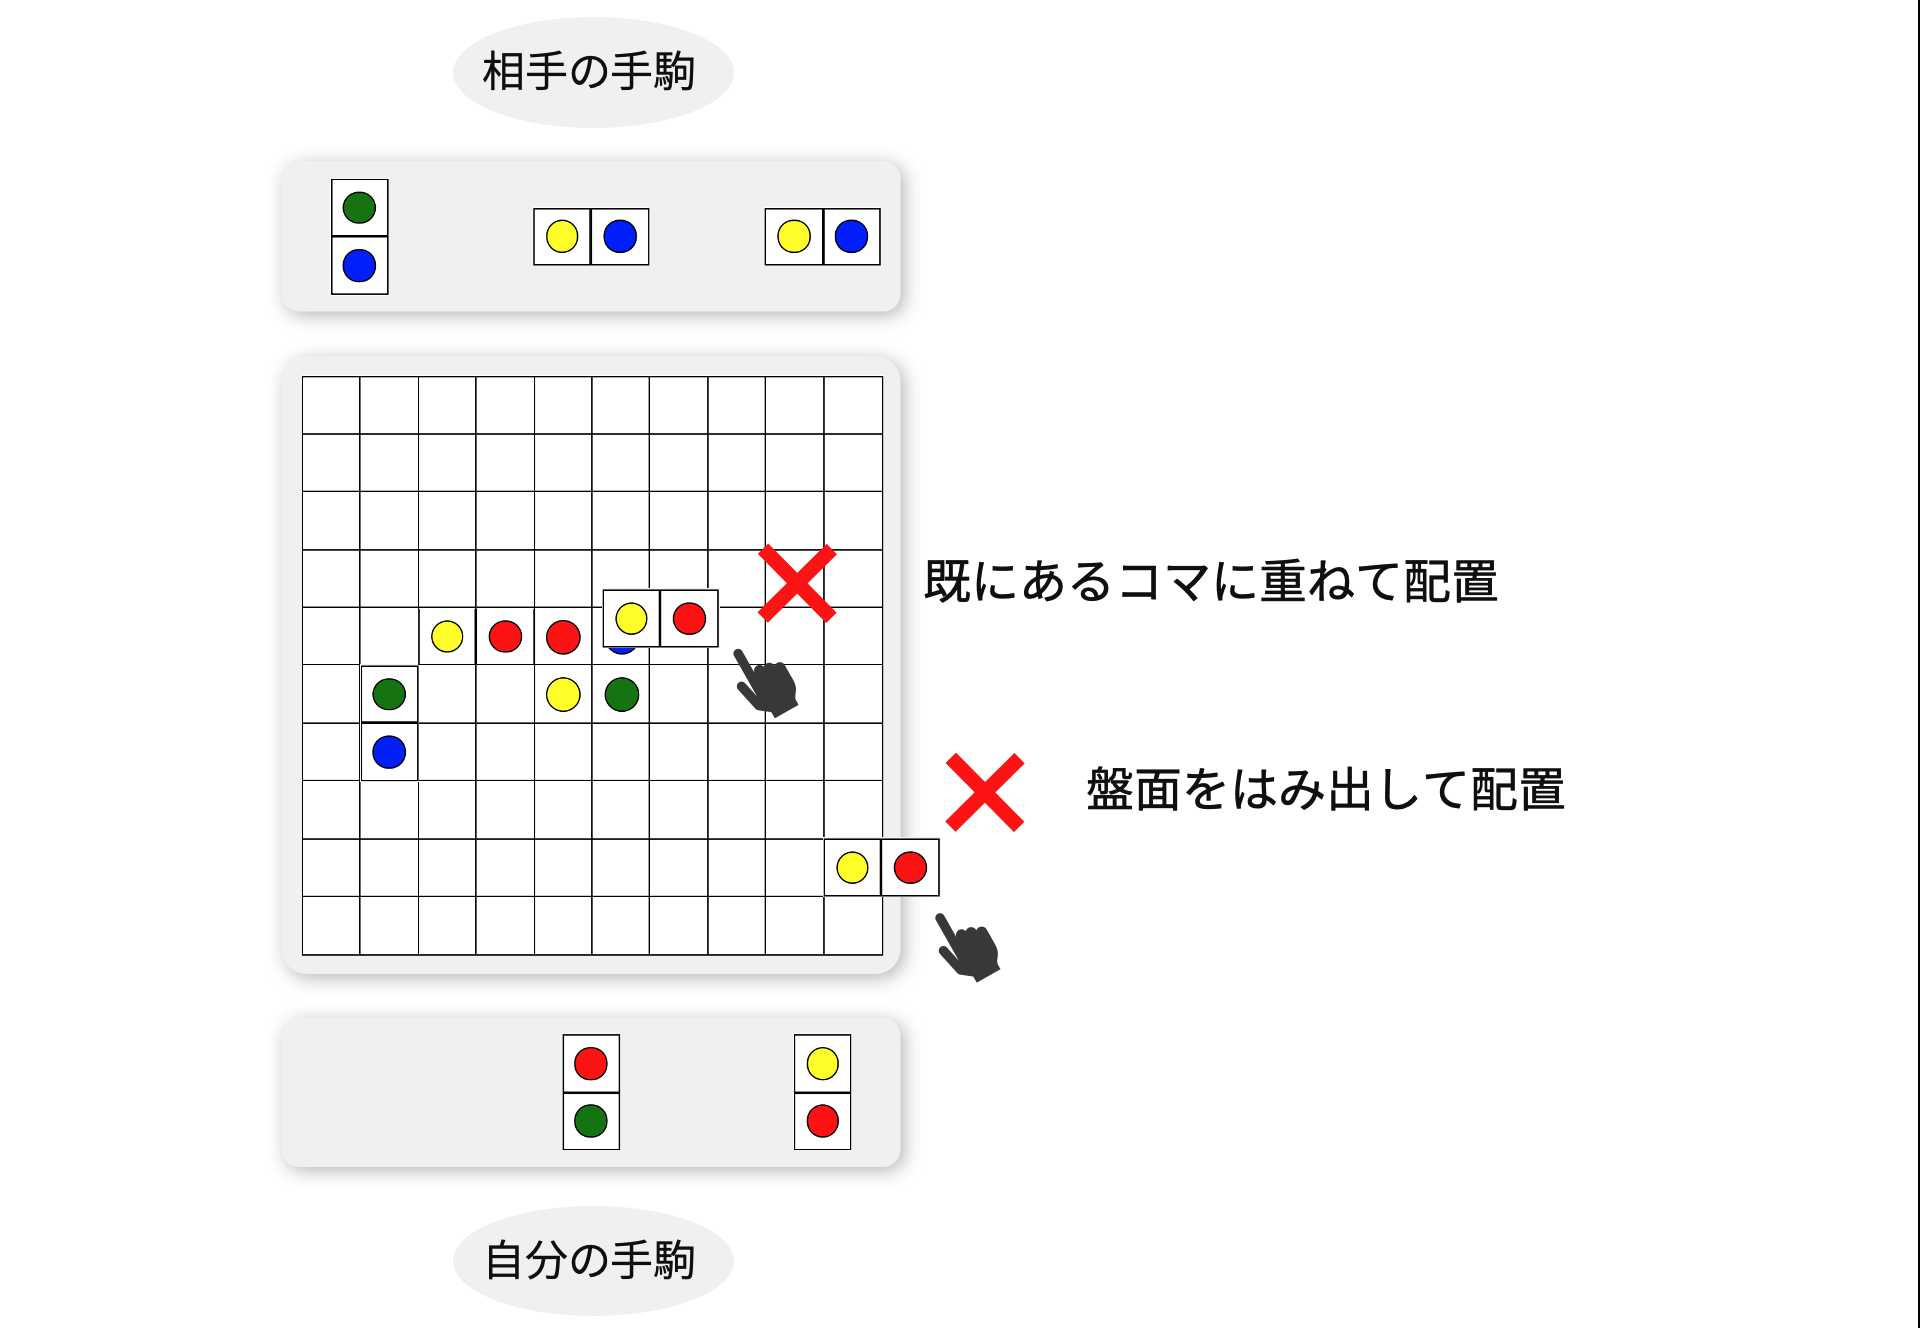 相手の手駒
既にあるコマに重ねて配置
盤面をはみ出して配置
自分の手駒